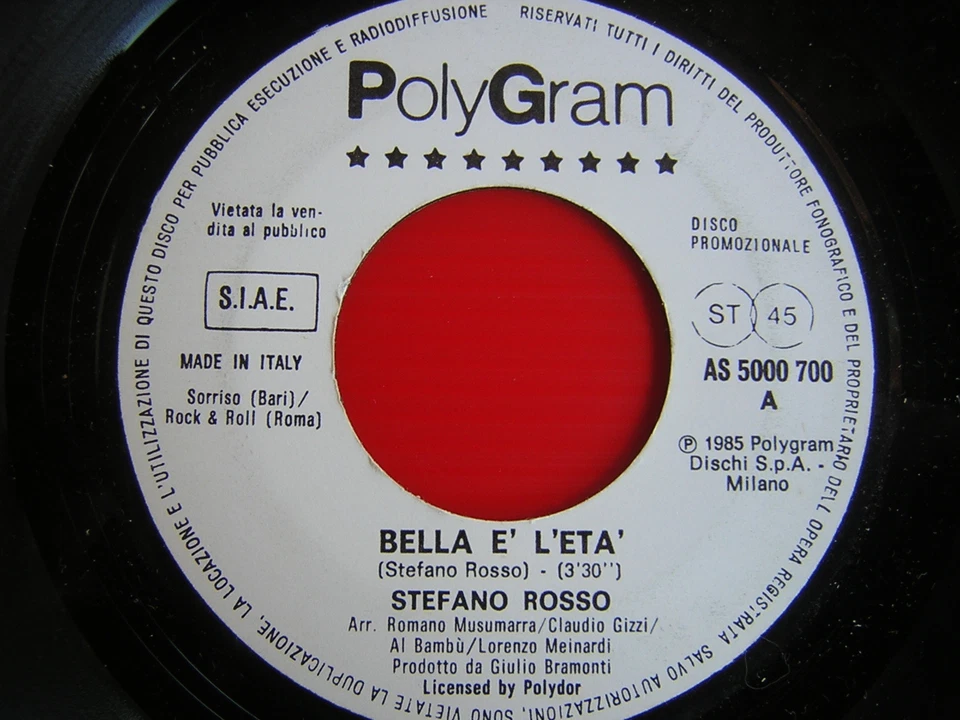 RISERVATI TUTTI I DIRITTI DEL PRODUTTORE FONOGRAFICO E DEL PROPRIETARIO DELL'OPERA REGISTRATA SALVO AUTORIZZAZIONI, SONO VIETATE LA DUPLICAZIONE, LA LOCAZIONE E L'UTILIZZAZIONE DI QUESTO DISCO PER PUBBLICA ESECUZIONE E RADIODIFFUSIONE
PolyGram
Vietata la ven-
dita al pubblico
S.I.A.E.
MADE IN ITALY
Sorriso (Bari)/
Rock & Roll (Roma)
DISCO
PROMOZIONALE
ST 45
AS 5000 700
A
℗ 1985 Polygram
Dischi S.p.A. -
Milano
BELLA E' L'ETA'
(Stefano Rosso) - (3'30'')
STEFANO ROSSO
Arr. Romano Musumarra/Claudio Gizzi/
Al Bambù/Lorenzo Meinardi
Prodotto da Giulio Bramonti
Licensed by Polydor